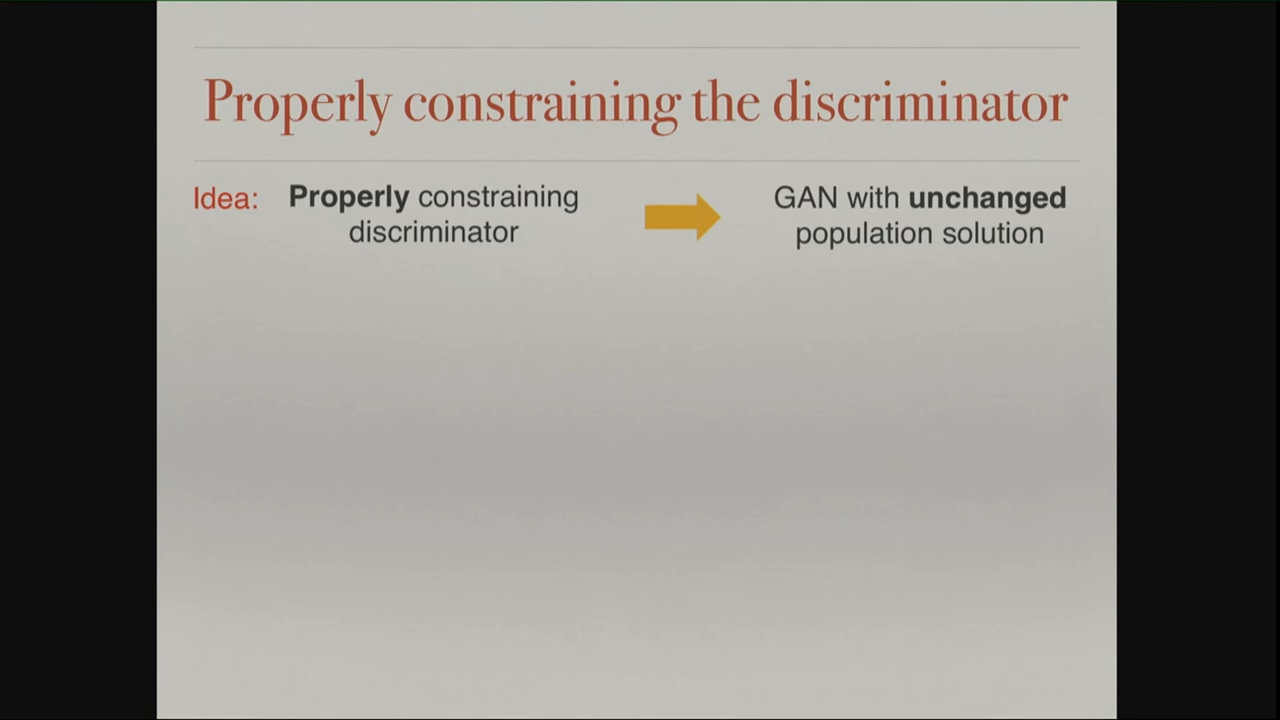 Properly constraining the discriminator
Idea: Properly constraining discriminator
GAN with unchanged population solution